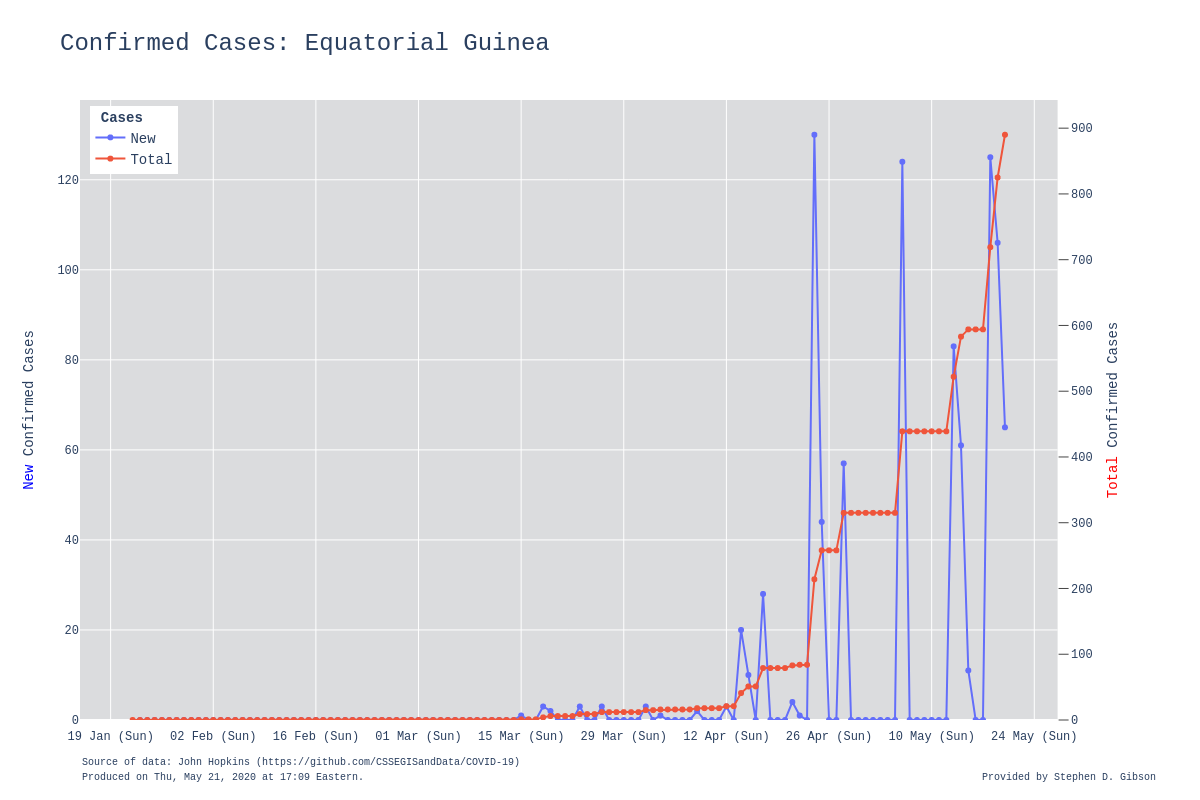 Confirmed Cases: Equatorial Guinea
Cases
New
Total
120
100
80
60
40
20
0
New Confirmed Cases
900
800
700
600
500
400
300
200
100
0
Total Confirmed Cases
19 Jan (Sun) 02 Feb (Sun) 16 Feb (Sun) 01 Mar (Sun) 15 Mar (Sun) 29 Mar (Sun) 12 Apr (Sun) 26 Apr (Sun) 10 May (Sun) 24 May (Sun)
Source of data: John Hopkins (https://github.com/CSSEGISandData/COVID-19)
Produced on Thu, May 21, 2020 at 17:09 Eastern.
Provided by Stephen D. Gibson